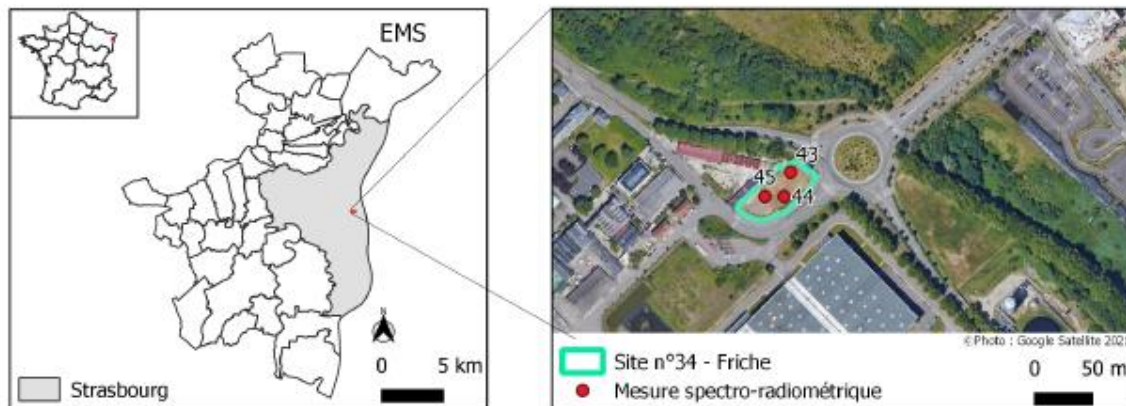 EMS
0 5 km
Strasbourg
43
45
44
© Photo : Google Satellite 202
Site n°34 - Friche
0 50 m
Mesure spectro-radiométrique